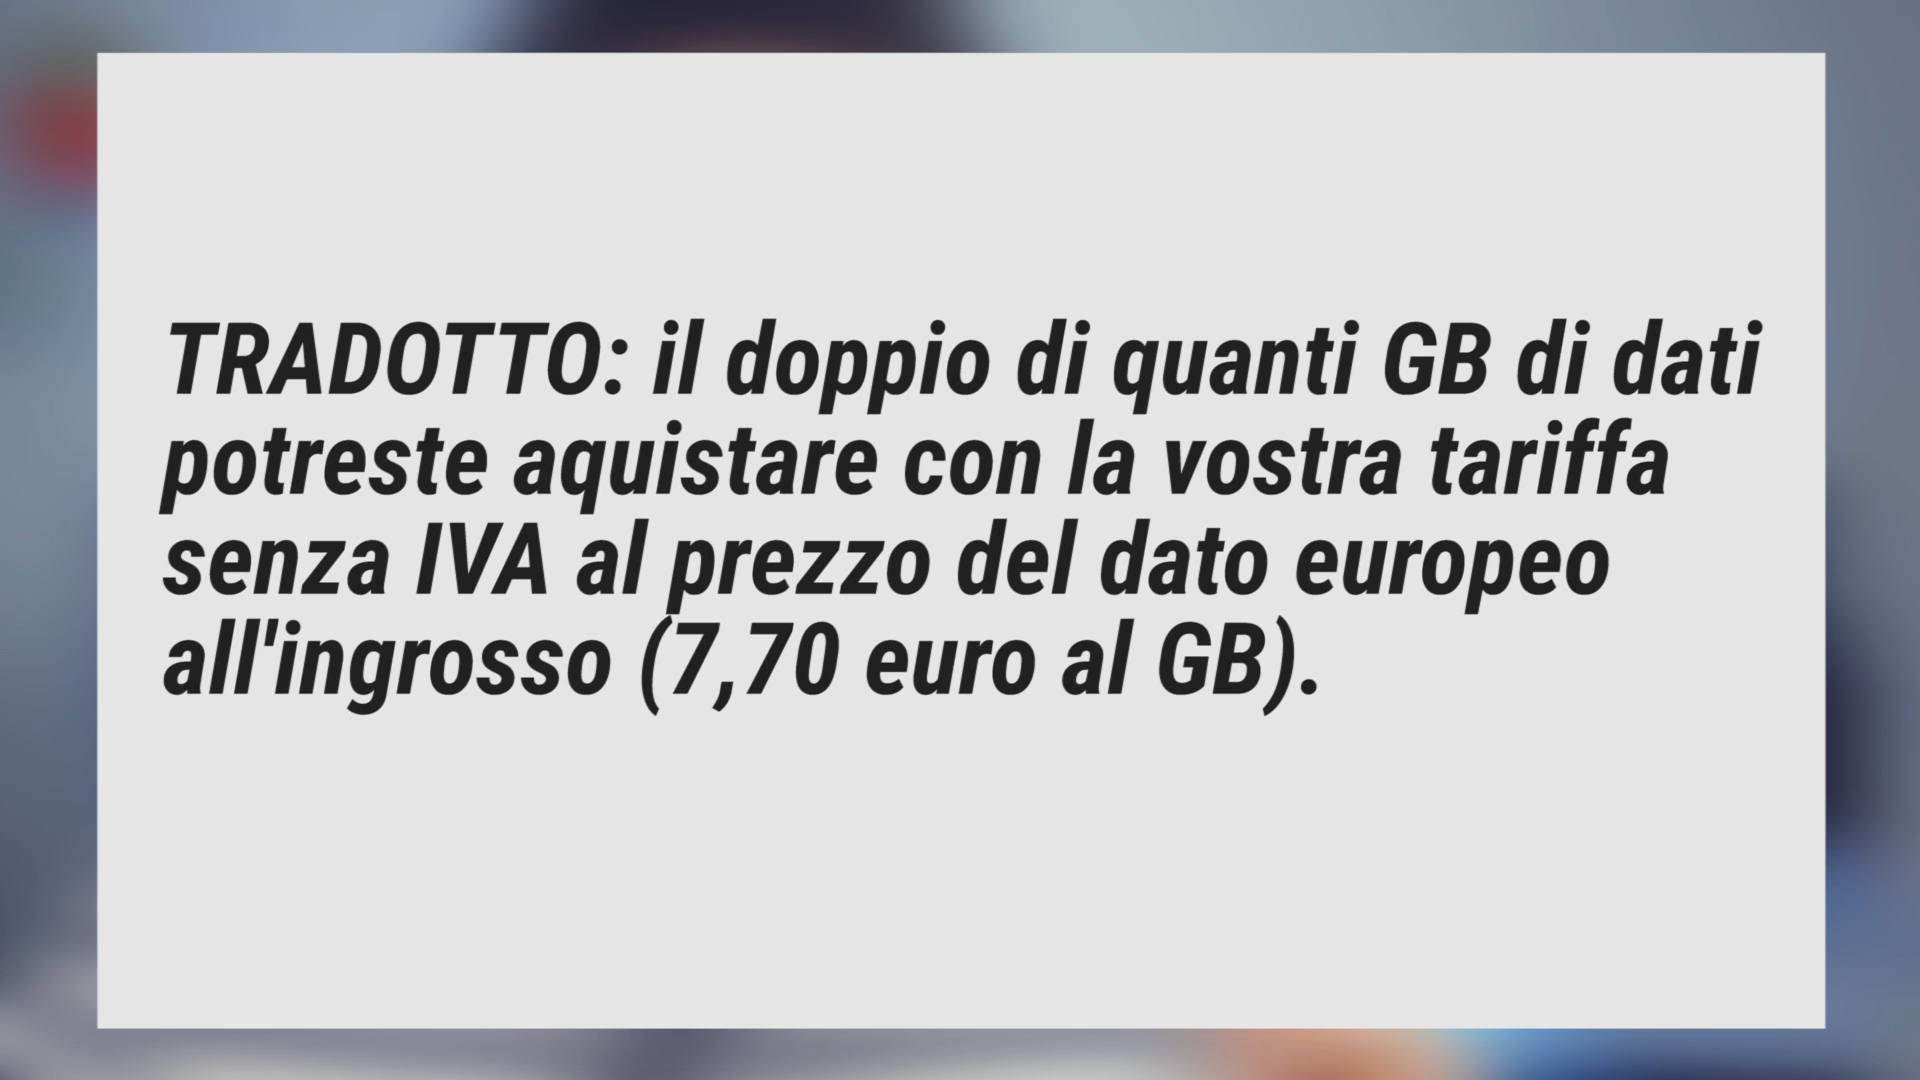 TRADOTTO: il doppio di quanti GB di dati
potreste aquistare con la vostra tariffa
senza IVA al prezzo del dato europeo
all'ingrosso (7,70 euro al GB).